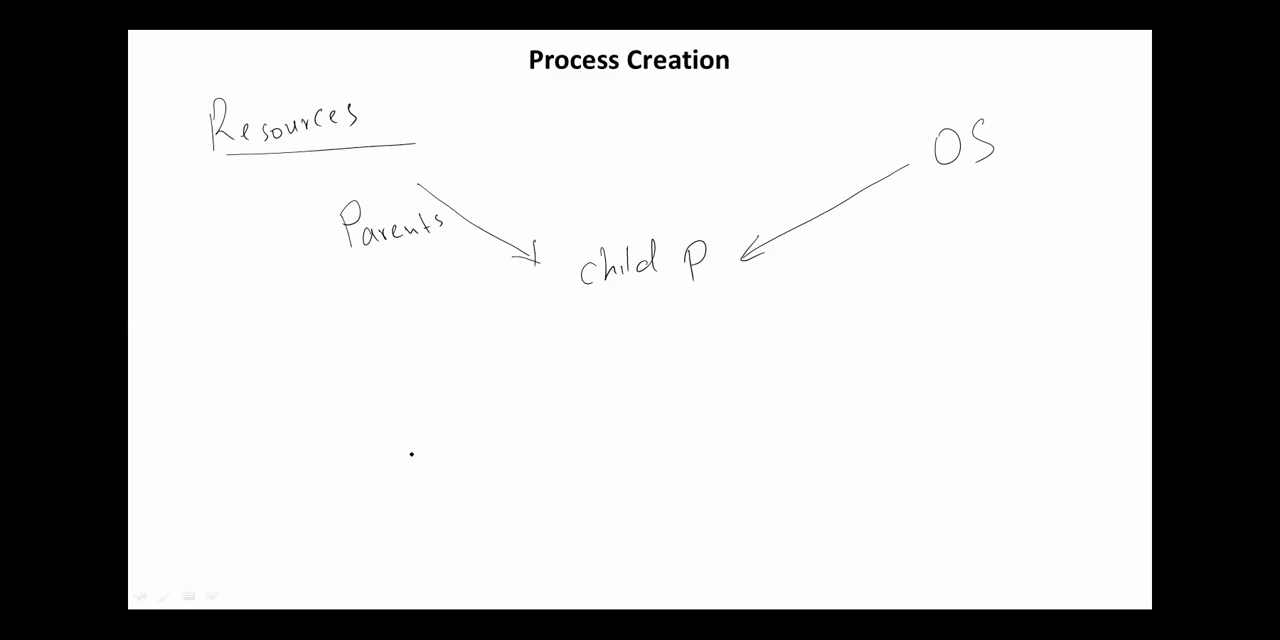 Process Creation
Resources
OS
Parents
child P